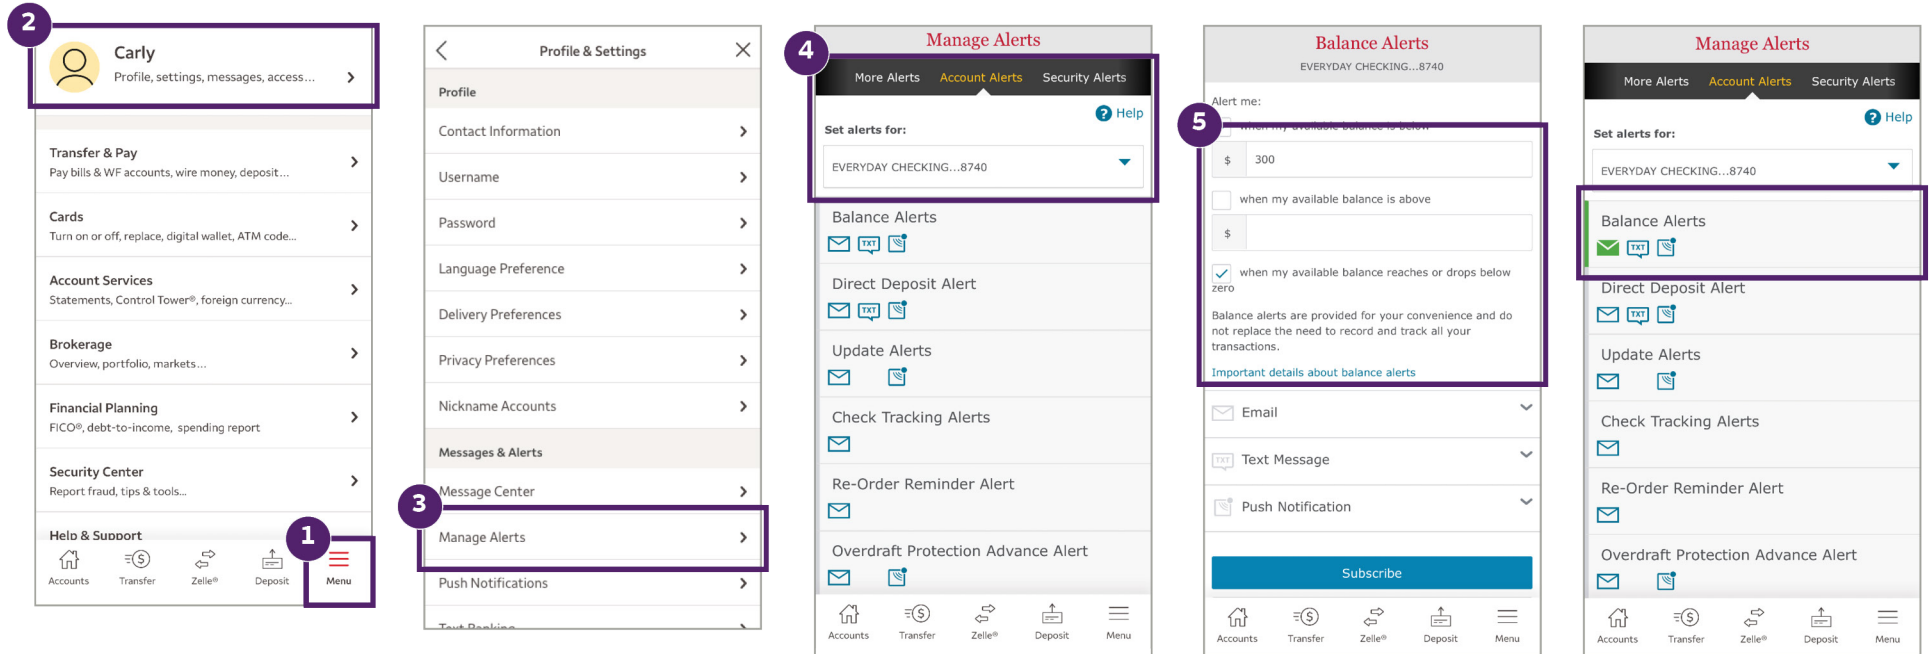 2
Carly
Profile, settings, messages, access...
Transfer & Pay
Pay bills & WF accounts, wire money, deposit...
Cards
Turn on or off, replace, digital wallet, ATM code...
Account Services
Statements, Control Tower®, foreign currency...
Brokerage
Overview, portfolio, markets...
Financial Planning
FICO®, debt-to-income, spending report
Security Center
Report fraud, tips & tools...
Help & Support
1
Accounts Transfer Zelle® Deposit Menu
Profile & Settings
Profile
Contact Information
Username
Password
Language Preference
Delivery Preferences
Privacy Preferences
Nickname Accounts
Messages & Alerts
Message Center
3
Manage Alerts
Push Notifications
Text Banking
4
Manage Alerts
More Alerts Account Alerts Security Alerts
? Help
Set alerts for:
EVERYDAY CHECKING...8740
Balance Alerts
TXT
Direct Deposit Alert
TXT
Update Alerts
Check Tracking Alerts
Re-Order Reminder Alert
Overdraft Protection Advance Alert
Accounts Transfer Zelle® Deposit Menu
Balance Alerts
EVERYDAY CHECKING...8740
Alert me:
5
when my available balance is below
$ 300
when my available balance is above
$
when my available balance reaches or drops below
zero
Balance alerts are provided for your convenience and do
not replace the need to record and track all your
transactions.
Important details about balance alerts
Email
TXT Text Message
Push Notification
Subscribe
Accounts Transfer Zelle® Deposit Menu
Manage Alerts
More Alerts Account Alerts Security Alerts
? Help
Set alerts for:
EVERYDAY CHECKING...8740
Balance Alerts
TXT
Direct Deposit Alert
TXT
Update Alerts
Check Tracking Alerts
Re-Order Reminder Alert
Overdraft Protection Advance Alert
Accounts Transfer Zelle® Deposit Menu